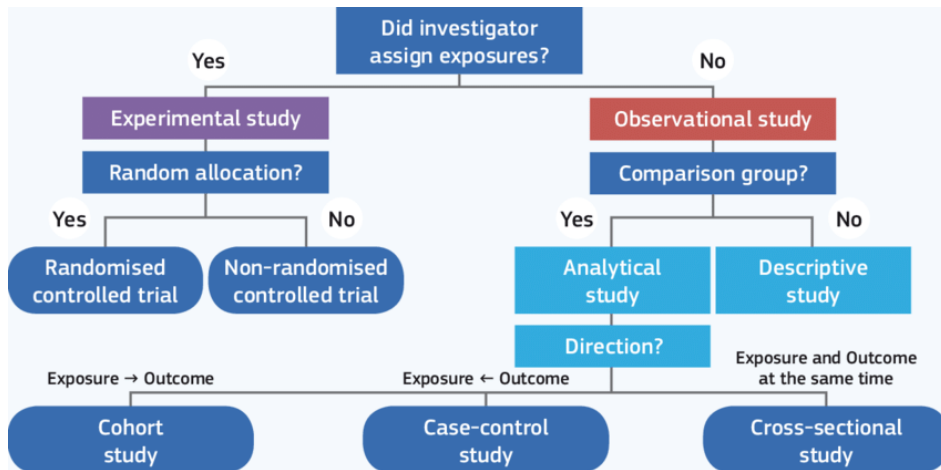 Did investigator
assign exposures?
Yes
No
Experimental study
Observational study
Random allocation?
Comparison group?
Yes
No
Yes
No
Randomised
controlled trial
Non-randomised
controlled trial
Analytical
study
Descriptive
study
Direction?
Exposure → Outcome
Exposure ← Outcome
Exposure and Outcome
at the same time
Cohort
study
Case-control
study
Cross-sectional
study